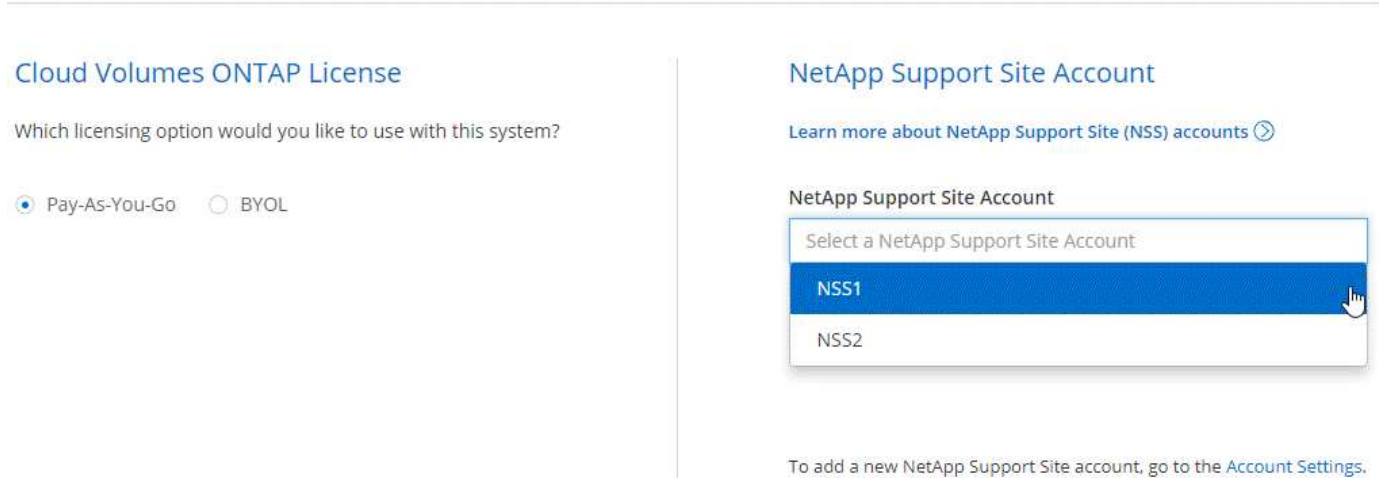 Cloud Volumes ONTAP License
Which licensing option would you like to use with this system?
Pay-As-You-Go BYOL
NetApp Support Site Account
Learn more about NetApp Support Site (NSS) accounts
NetApp Support Site Account
Select a NetApp Support Site Account
NSS1
NSS2
To add a new NetApp Support Site account, go to the Account Settings.